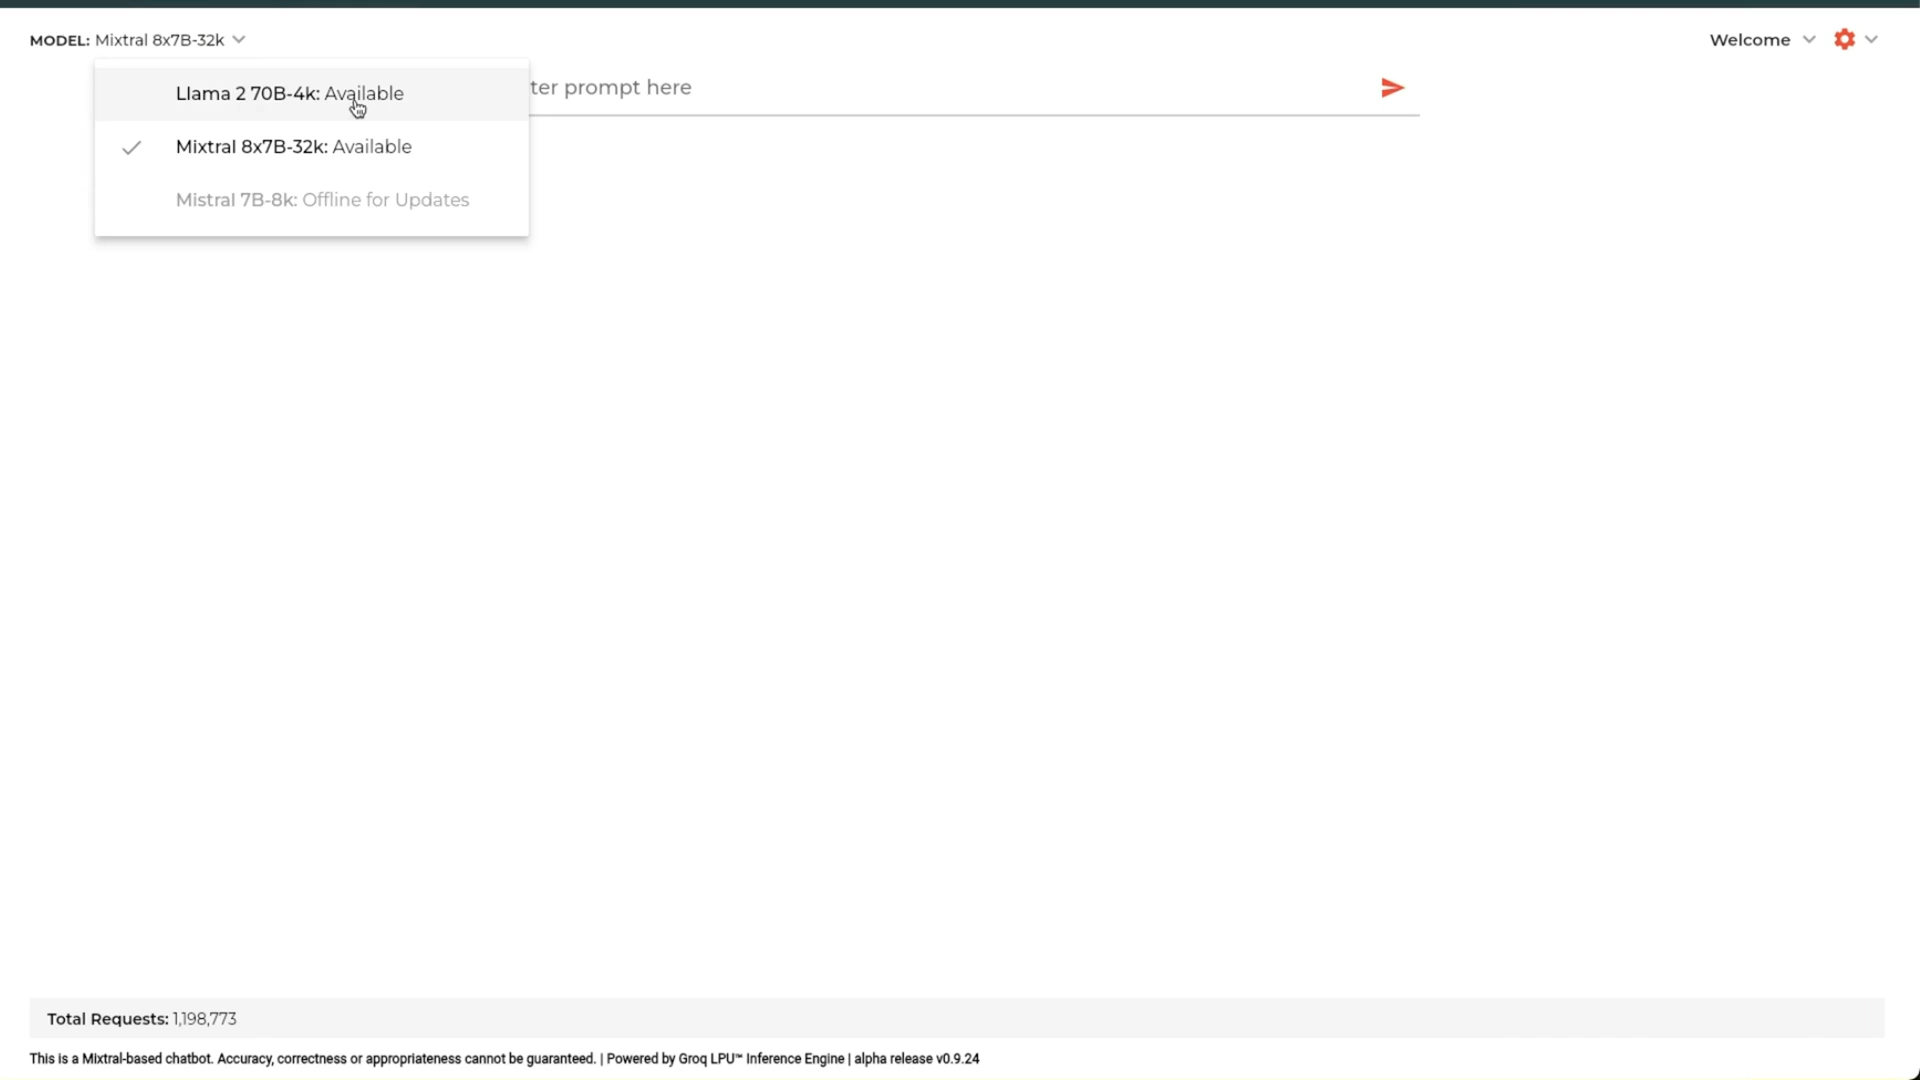 MODEL: Mixtral 8x7B-32k
Welcome
Llama 2 70B-4k: Available
ter prompt here
Mixtral 8x7B-32k: Available
Mistral 7B-8k: Offline for Updates
Total Requests: 1,198,773
This is a Mixtral-based chatbot. Accuracy, correctness or appropriateness cannot be guaranteed. | Powered by Groq LPU™ Inference Engine | alpha release v0.9.24